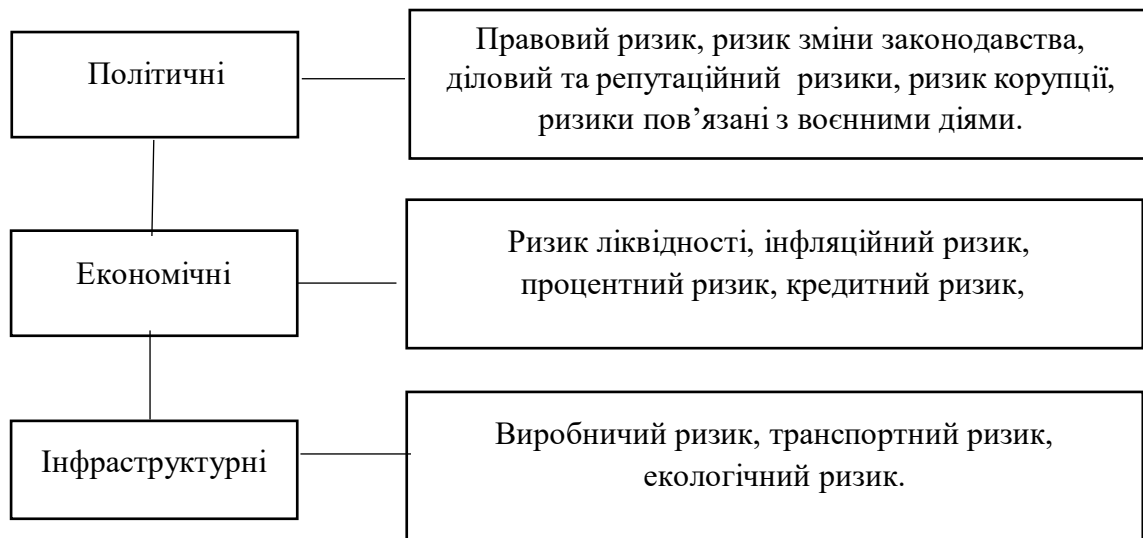 Політичні
Правовий ризик, ризик зміни законодавства,
діловий та репутаційний ризики, ризик корупції,
ризики пов’язані з воєнними діями.
Економічні
Ризик ліквідності, інфляційний ризик,
процентний ризик, кредитний ризик,
Інфраструктурні
Виробничий ризик, транспортний ризик,
екологічний ризик.